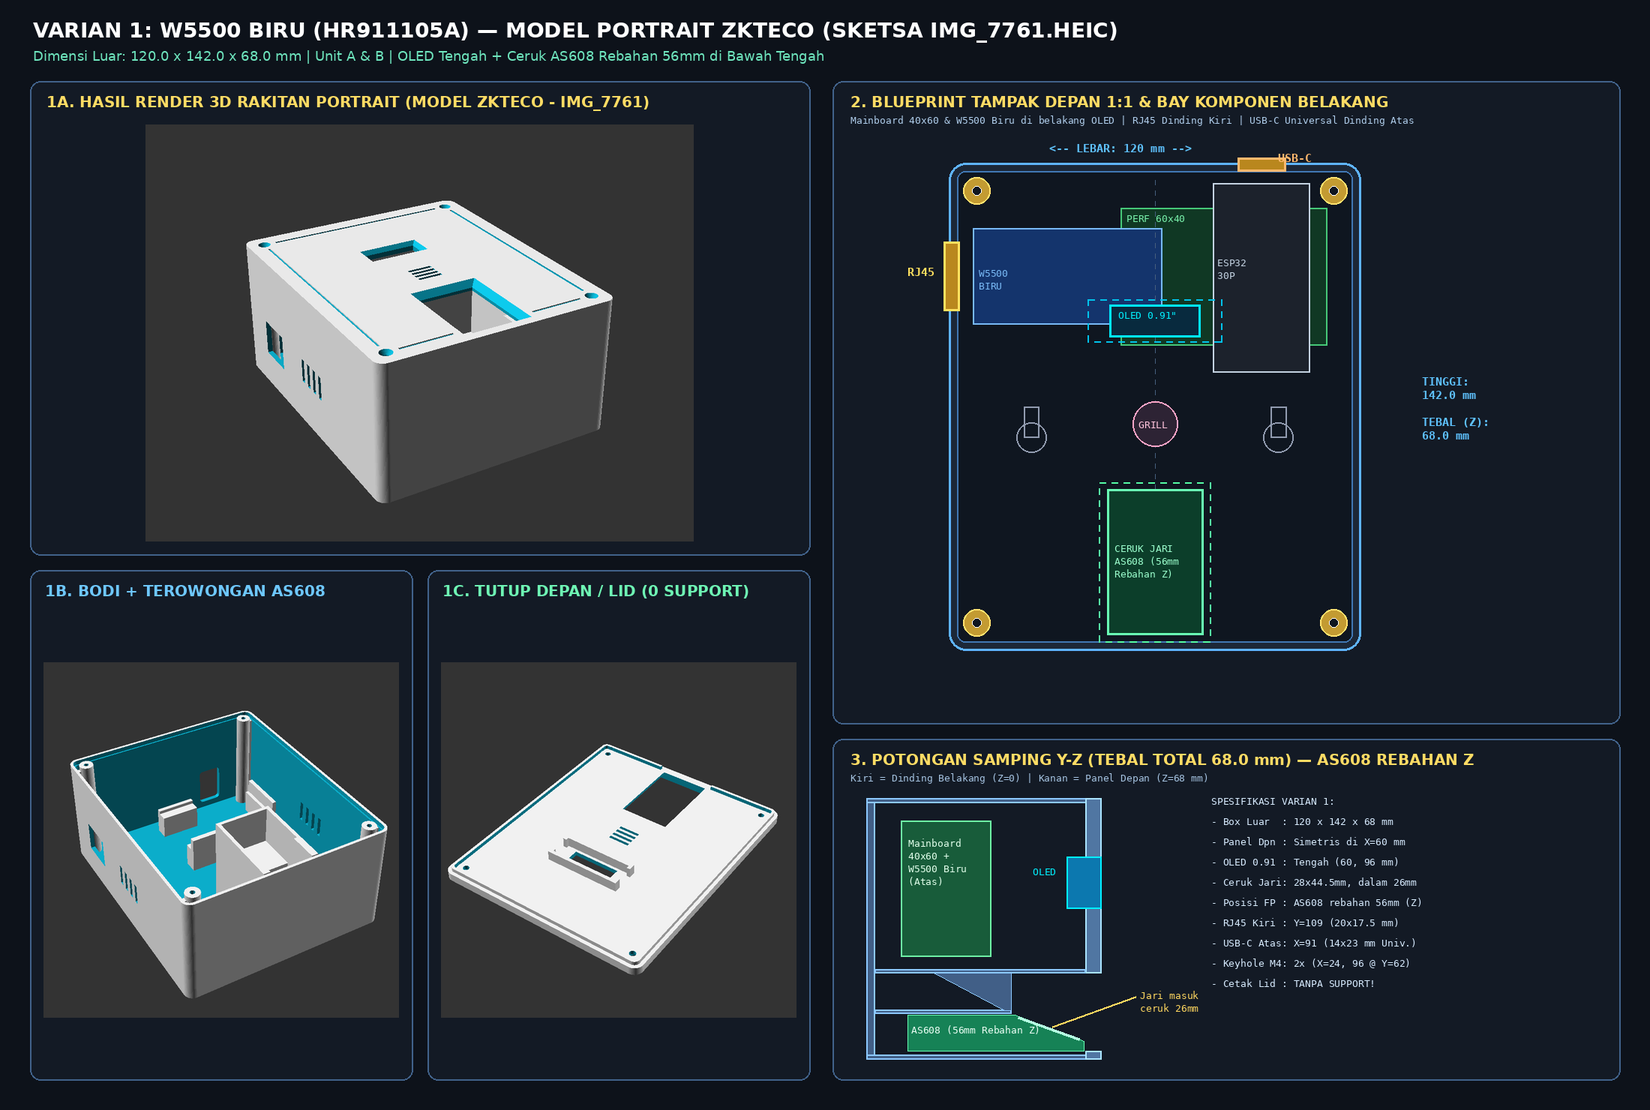 VARIAN 1: W5500 BIRU (HR911105A) — MODEL PORTRAIT ZKTECO (SKETSA IMG_7761.HEIC)
Dimensi Luar: 120.0 x 142.0 x 68.0 mm | Unit A & B | OLED Tengah + Ceruk AS608 Rebahan 56mm di Bawah Tengah
1A. HASIL RENDER 3D RAKITAN PORTRAIT (MODEL ZKTECO - IMG_7761)
1B. BODI + TEROWONGAN AS608
1C. TUTUP DEPAN / LID (0 SUPPORT)
2. BLUEPRINT TAMPAK DEPAN 1:1 & BAY KOMPONEN BELAKANG
Mainboard 40x60 & W5500 Biru di belakang OLED | RJ45 Dinding Kiri | USB-C Universal Dinding Atas
<-- LEBAR: 120 mm -->
USB-C
PERF 60x40
RJ45
W5500
BIRU
ESP32
30P
OLED 0.91"
GRILL
TINGGI:
142.0 mm
TEBAL (Z):
68.0 mm
CERUK JARI
AS608 (56mm
Rebahan Z)
3. POTONGAN SAMPING Y-Z (TEBAL TOTAL 68.0 mm) — AS608 REBAHAN Z
Kiri = Dinding Belakang (Z=0) | Kanan = Panel Depan (Z=68 mm)
Mainboard
40x60 +
W5500 Biru
(Atas)
OLED
Jari masuk
ceruk 26mm
AS608 (56mm Rebahan Z)
SPESIFIKASI VARIAN 1:
- Box Luar : 120 x 142 x 68 mm
- Panel Dpn : Simetris di X=60 mm
- OLED 0.91 : Tengah (60, 96 mm)
- Ceruk Jari: 28x44.5mm, dalam 26mm
- Posisi FP : AS608 rebahan 56mm (Z)
- RJ45 Kiri : Y=109 (20x17.5 mm)
- USB-C Atas: X=91 (14x23 mm Univ.)
- Keyhole M4: 2x (X=24, 96 @ Y=62)
- Cetak Lid : TANPA SUPPORT!